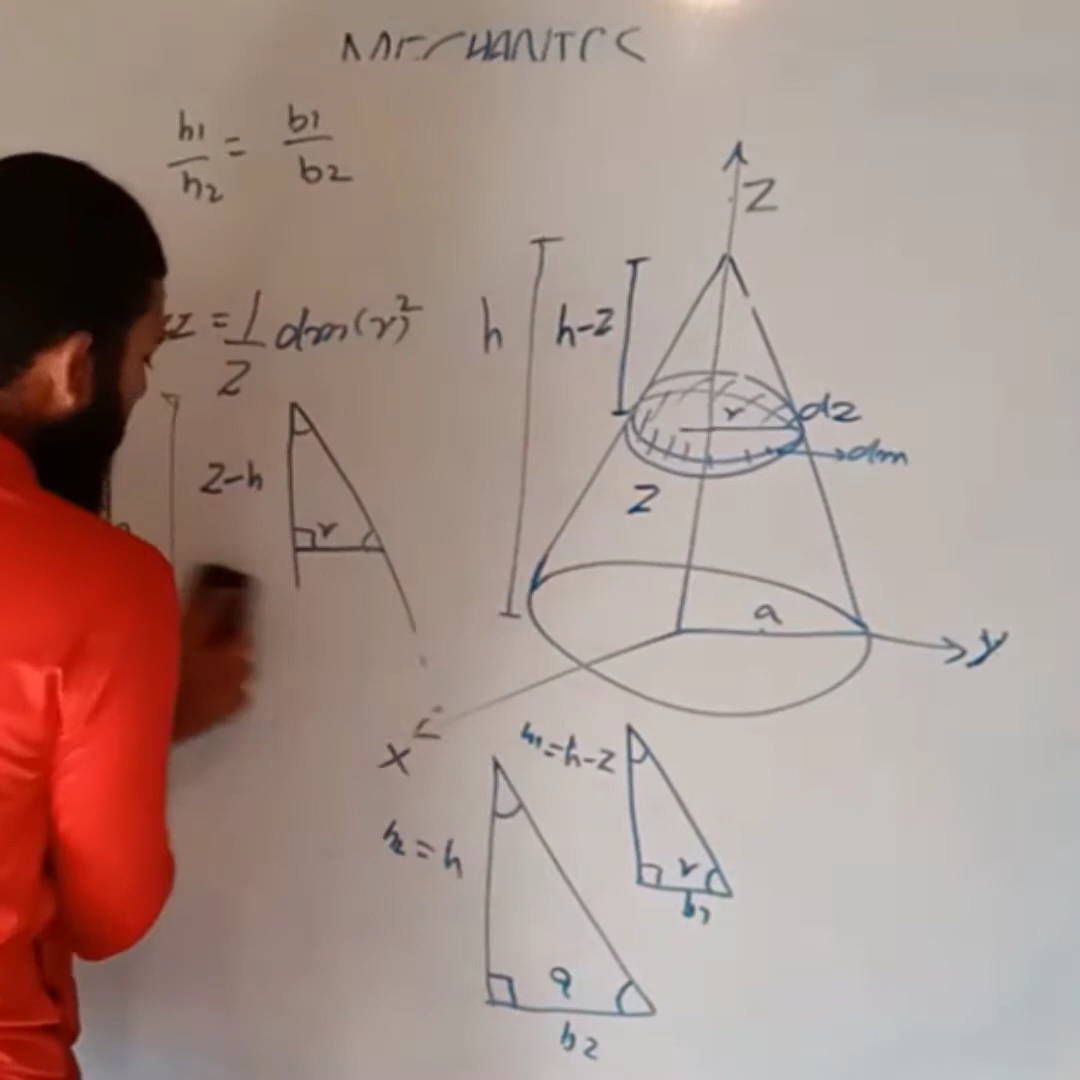 MECHANICS
h1/h2 = b1/b2
z = 1/2 dm(r)²
z-h
r
Z
h
h-z
r
dz
dm
z
a
y
x
h1=h-z
r
b1
h2=h
a
b2